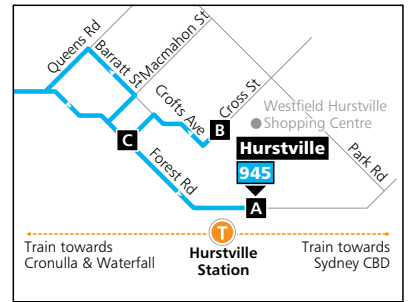 Queens Rd
Barratt St
Macmahon St
Crofts Ave
Cross St
B
Westfield Hurstville
Shopping Centre
C
Hurstville
945
Park Rd
Forest Rd
A
T
Train towards
Cronulla & Waterfall
Hurstville
Station
Train towards
Sydney CBD